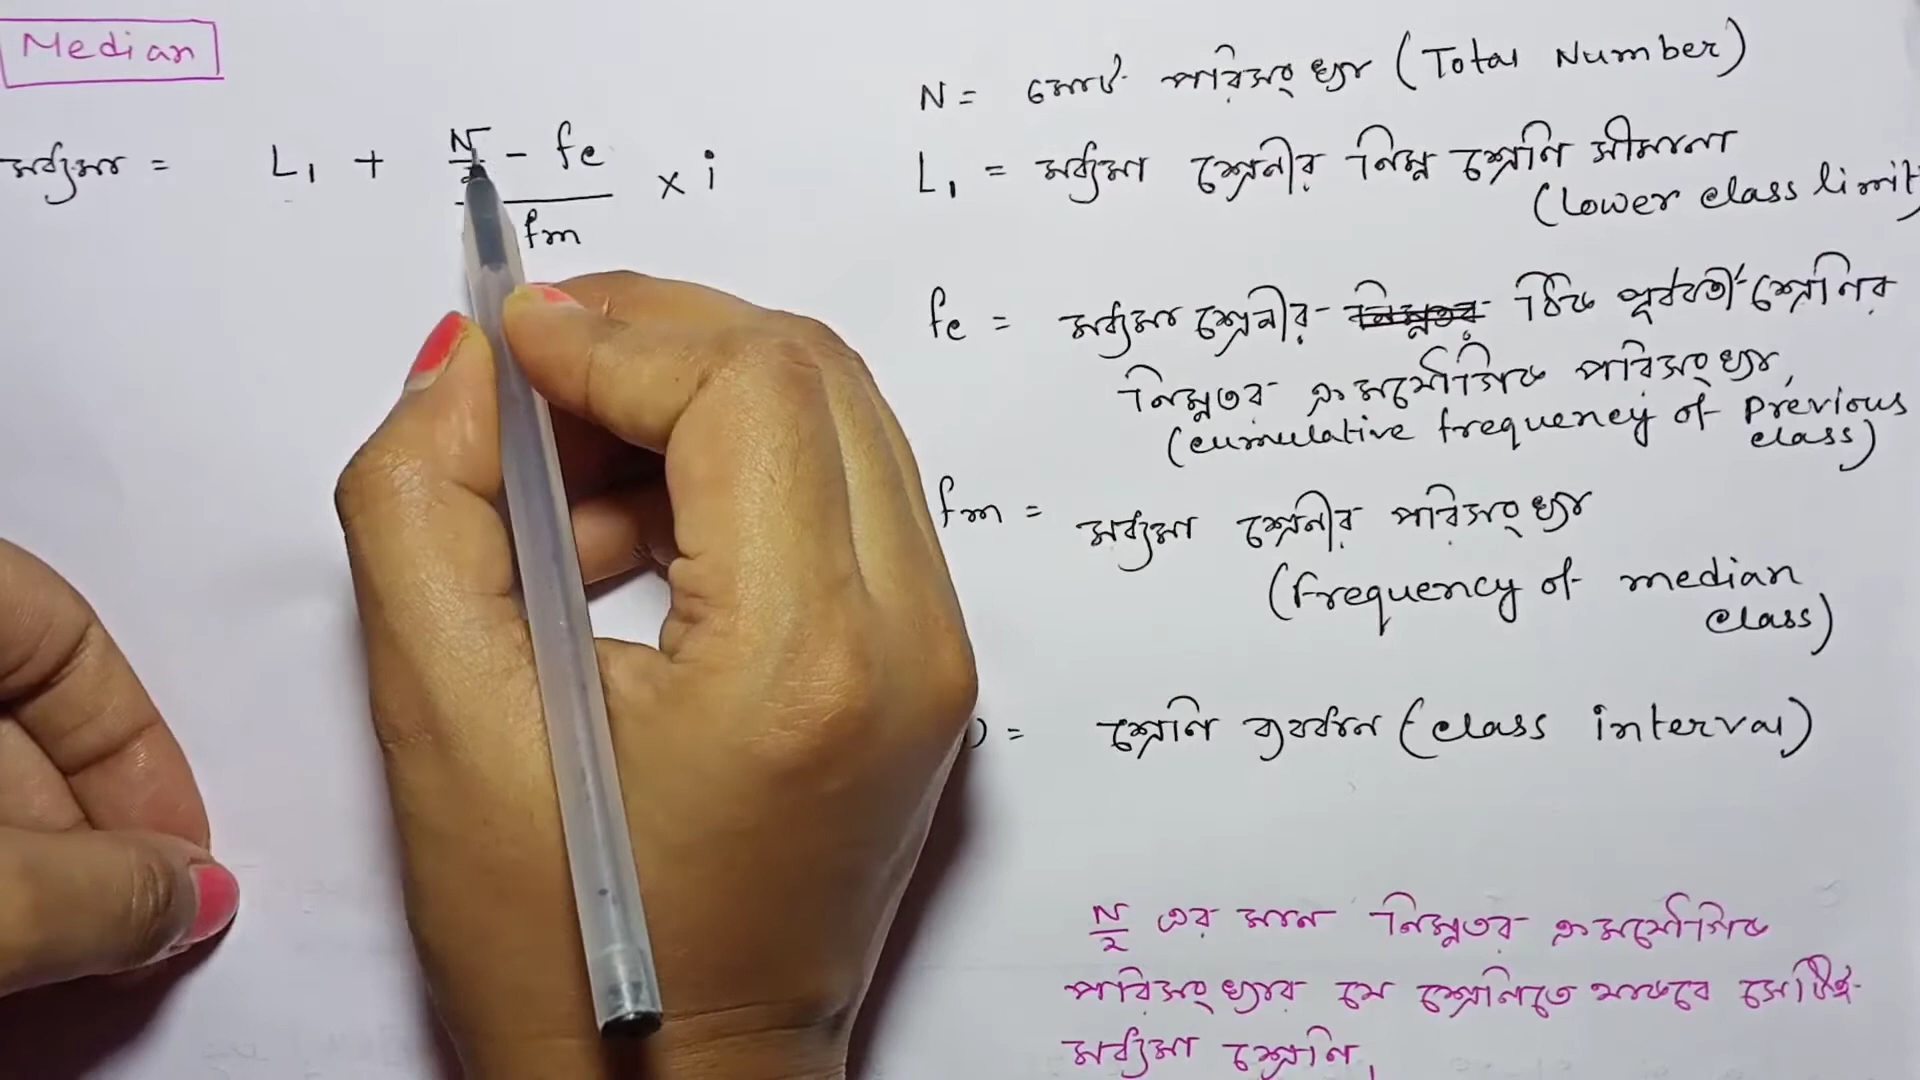 Median
মধ্যমা = L₁ + (N/2 - fc)/fm × i
N = মোট পরিসংখ্যা (Total Number)
L₁ = মধ্যমা শ্রেনীর নিম্ন শ্রেণি সীমানা
(Lower class limit
fc = মধ্যমা শ্রেনীর ঠিক পূর্ববর্তী শ্রেণির
নিম্নতর ক্রমযৌগিক পরিসংখ্যা,
(cumulative frequency of Previous
class)
fm = মধ্যমা শ্রেনীর পরিসংখ্যা
(frequency of median
class)
= শ্রেণি ব্যবধান (class interval)
N/2 এর মান নিম্নতর ক্রমযৌগিক
পরিসংখ্যার যে শ্রেণিতে থাকবে সেটিই
মধ্যমা শ্রেণি,